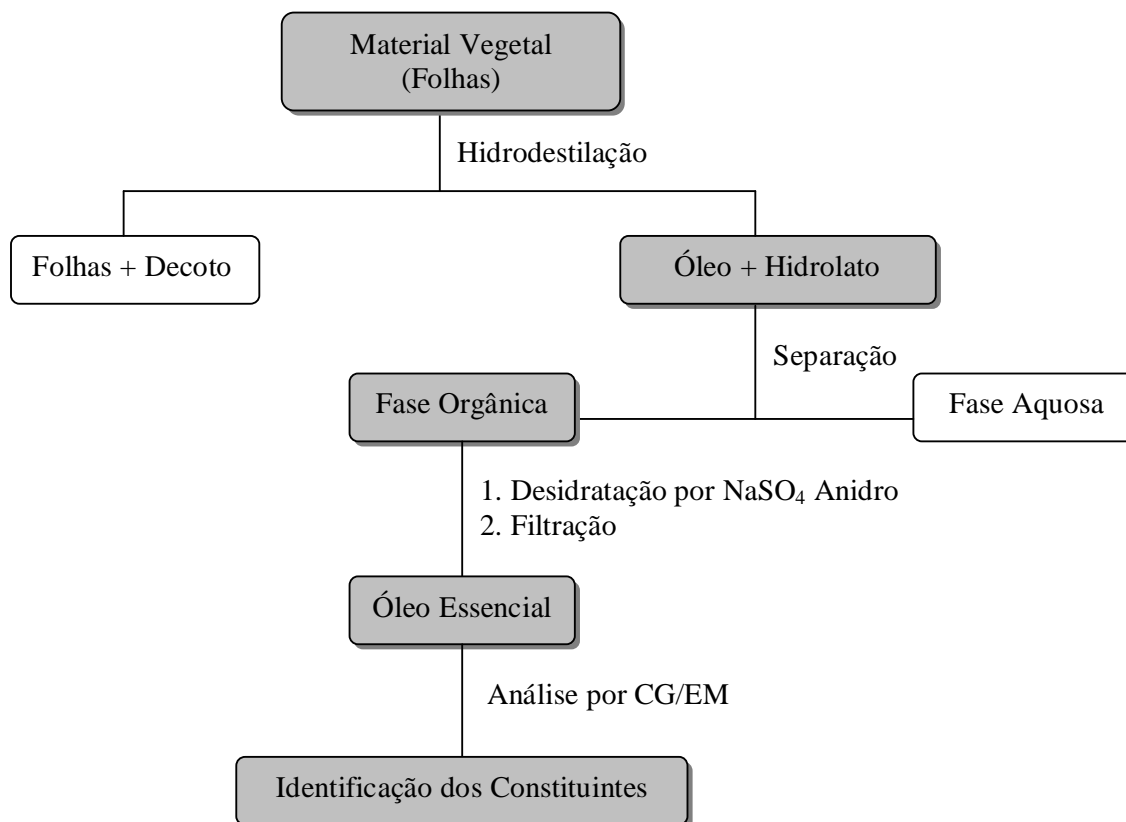 Material Vegetal
(Folhas)
Hidrodestilação
Folhas + Decoto
Óleo + Hidrolato
Separação
Fase Orgânica
Fase Aquosa
1. Desidratação por NaSO₄ Anidro
2. Filtração
Óleo Essencial
Análise por CG/EM
Identificação dos Constituintes